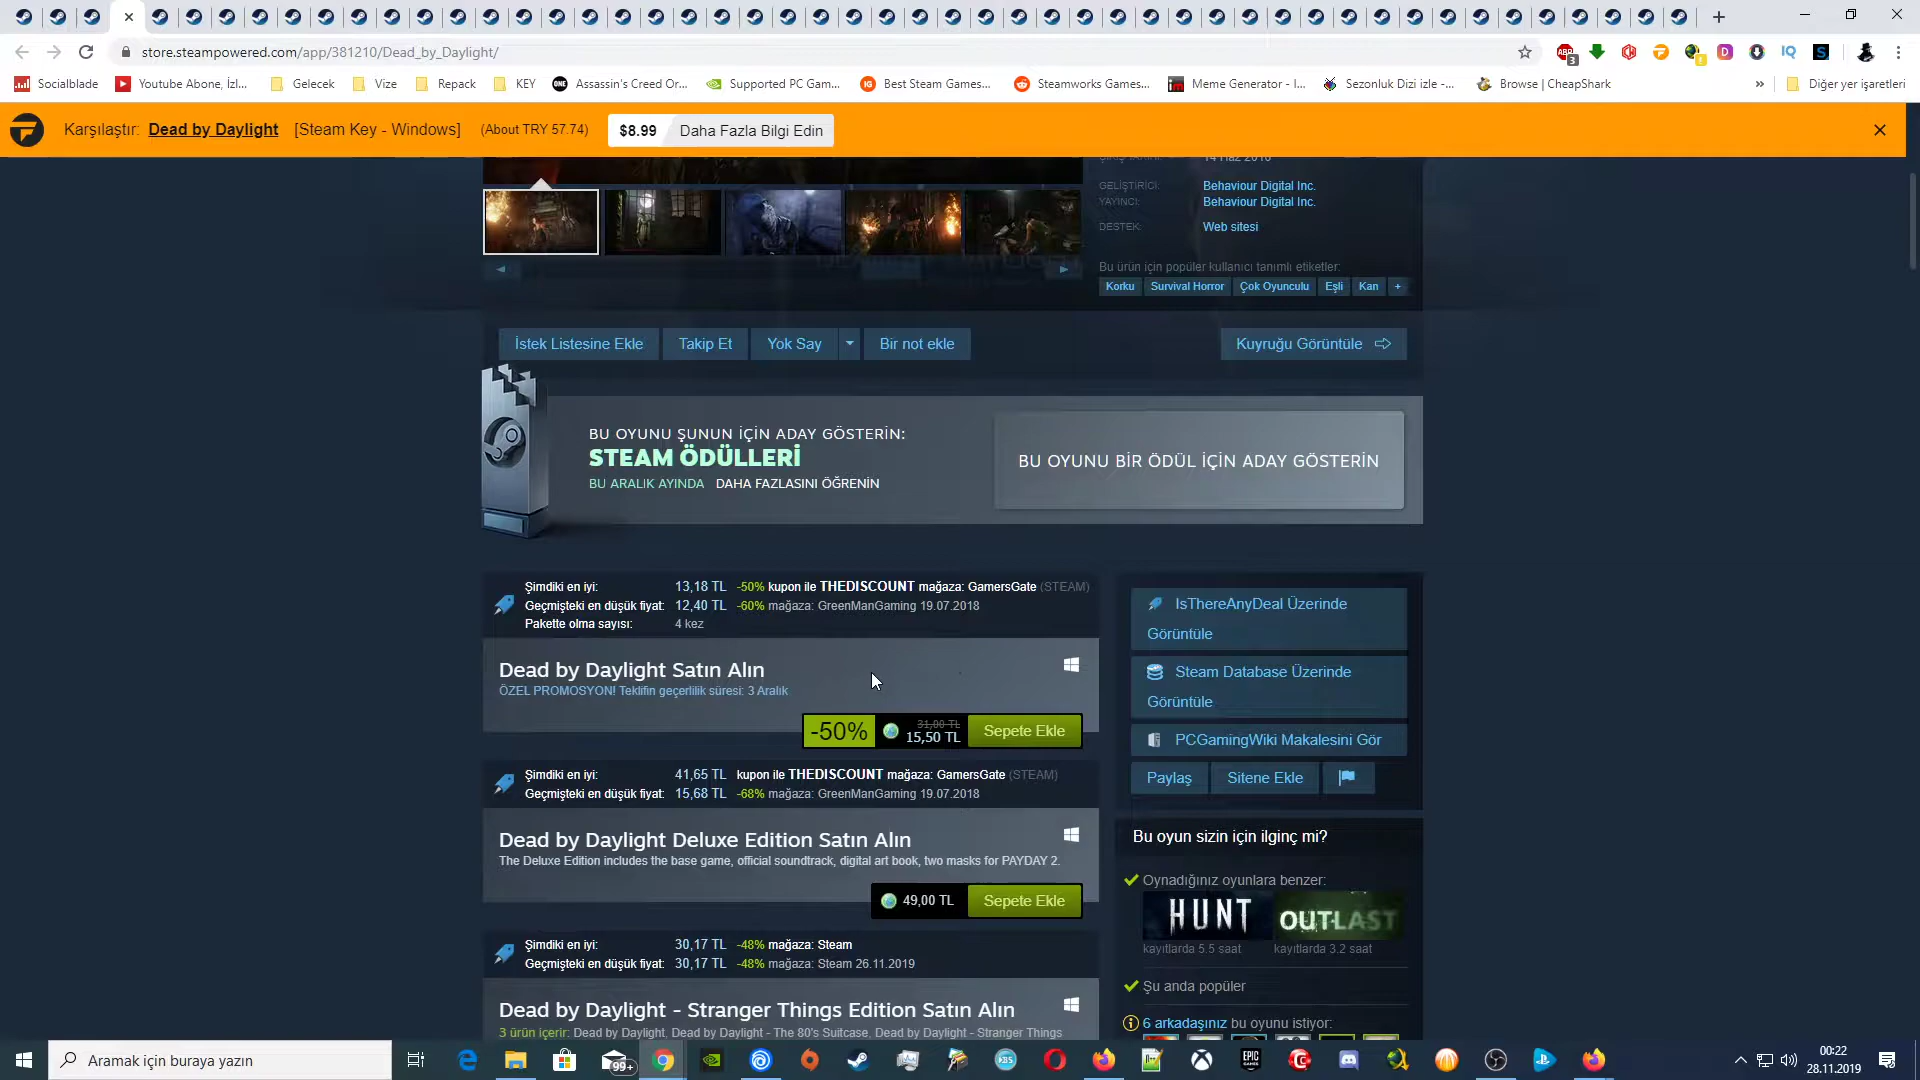 store.steampowered.com/app/381210/Dead_by_Daylight/
3
Socialblade
Youtube Abone, İzl...
Gelecek
Vize
Repack
KEY
Assassin's Creed Or...
Supported PC Gam...
Best Steam Games...
Steamworks Games...
Meme Generator - I...
Sezonluk Dizi izle -...
Browse | CheapShark
»
Diğer yer işaretleri
Karşılaştır: Dead by Daylight [Steam Key - Windows] (About TRY 57.74) $8.99 Daha Fazla Bilgi Edin
GELİŞTİRİCİ: Behaviour Digital Inc.
YAYINCI: Behaviour Digital Inc.
DESTEK: Web sitesi
Bu ürün için popüler kullanıcı tanımlı etiketler:
Korku Survival Horror Çok Oyunculu Eşli Kan +
İstek Listesine Ekle Takip Et Yok Say Bir not ekle Kuyruğu Görüntüle
BU OYUNU ŞUNUN İÇİN ADAY GÖSTERİN:
STEAM ÖDÜLLERİ
BU ARALIK AYINDA DAHA FAZLASINI ÖĞRENİN
BU OYUNU BİR ÖDÜL İÇİN ADAY GÖSTERİN
Şimdiki en iyi: 13,18 TL -50% kupon ile THEDISCOUNT mağaza: GamersGate (STEAM)
Geçmişteki en düşük fiyat: 12,40 TL -60% mağaza: GreenManGaming 19.07.2018
Pakette olma sayısı: 4 kez
Dead by Daylight Satın Alın
ÖZEL PROMOSYON! Teklifin geçerlilik süresi: 3 Aralık
-50% 31,00 TL 15,50 TL Sepete Ekle
Şimdiki en iyi: 41,65 TL kupon ile THEDISCOUNT mağaza: GamersGate (STEAM)
Geçmişteki en düşük fiyat: 15,68 TL -68% mağaza: GreenManGaming 19.07.2018
Dead by Daylight Deluxe Edition Satın Alın
The Deluxe Edition includes the base game, official soundtrack, digital art book, two masks for PAYDAY 2.
49,00 TL Sepete Ekle
Şimdiki en iyi: 30,17 TL -48% mağaza: Steam
Geçmişteki en düşük fiyat: 30,17 TL -48% mağaza: Steam 26.11.2019
Dead by Daylight - Stranger Things Edition Satın Alın
3 ürün içerir: Dead by Daylight, Dead by Daylight - The 80's Suitcase, Dead by Daylight - Stranger Things
IsThereAnyDeal Üzerinde
Görüntüle
Steam Database Üzerinde
Görüntüle
PCGamingWiki Makalesini Gör
Paylaş Sitene Ekle
Bu oyun sizin için ilginç mi?
Oynadığınız oyunlara benzer:
HUNT OUTLAST
kayıtlarda 5.5 saat kayıtlarda 3.2 saat
Şu anda popüler
6 arkadaşınız bu oyunu istiyor:
Aramak için buraya yazın
99+
EPIC
GAMES
00:22
28.11.2019